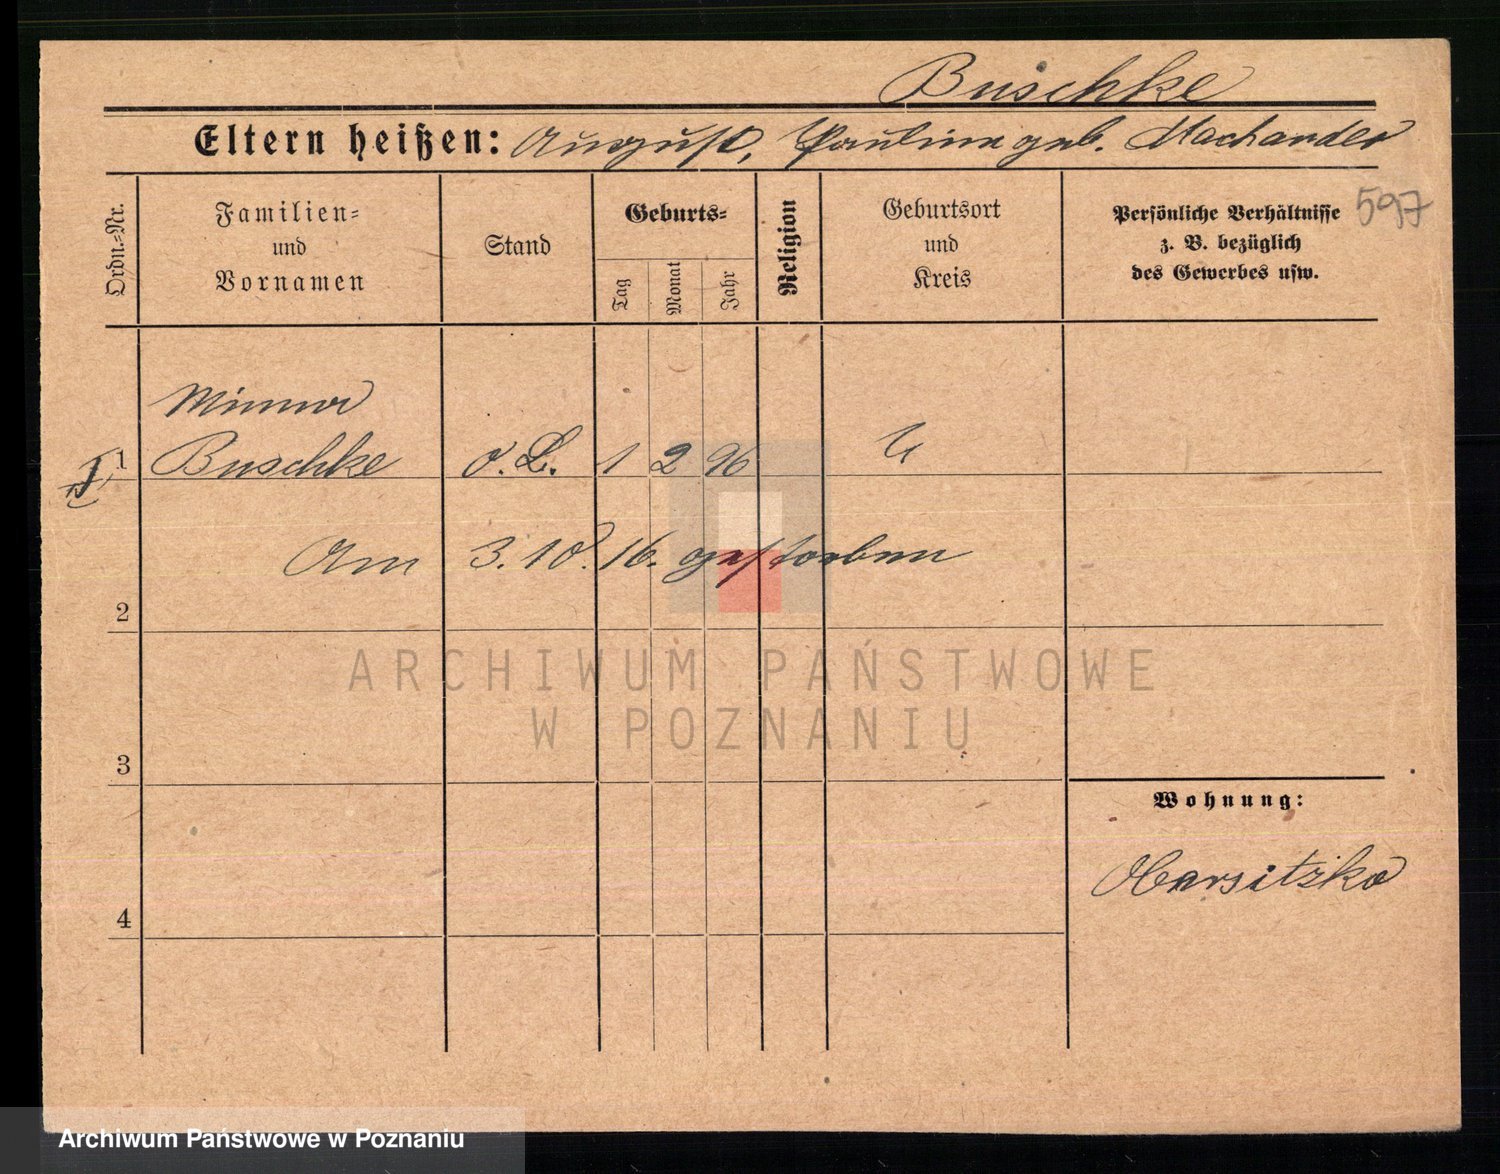 Buschke
Eltern heißen: August, Pauline geb. Machander
597
Ordn.=Nr.
Familien=
und
Vornamen
Stand
Geburts=
Tag
Monat
Jahr
Religion
Geburtsort
und
Kreis
Persönliche Verhältnisse
z. B. bezüglich
des Gewerbes usw.
Minna
1 Buschke o. B. 1 2 96
Am 3. 10. 16. gestorben
2
ARCHIWUM PAŃSTWOWE
W POZNANIU
3
Wohnung:
Obersitzko
4
Archiwum Państwowe w Poznaniu